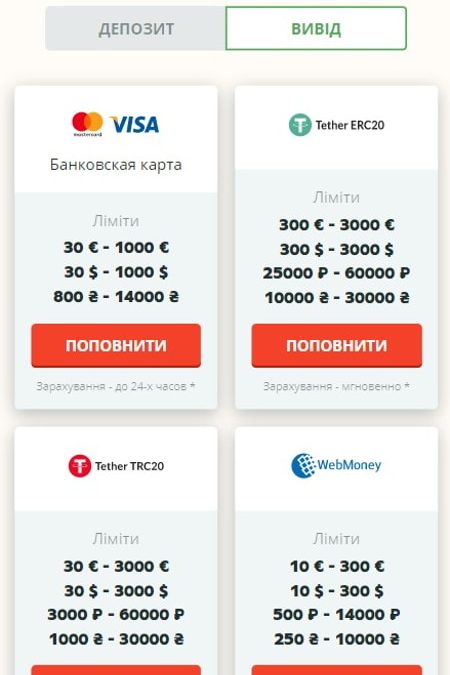 ДЕПОЗИТ
ВИВІД
mastercard VISA
Банковская карта
Ліміти
30 € - 1000 €
30 $ - 1000 $
800 ₴ - 14000 ₴
ПОПОВНИТИ
Зарахування - до 24-х часов *
Tether ERC20
Ліміти
300 € - 3000 €
300 $ - 3000 $
25000 ₽ - 60000 ₽
10000 ₴ - 30000 ₴
ПОПОВНИТИ
Зарахування - мгновенно *
Tether TRC20
Ліміти
30 € - 3000 €
30 $ - 3000 $
3000 ₽ - 60000 ₽
1000 ₴ - 30000 ₴
WebMoney
Ліміти
10 € - 300 €
10 $ - 300 $
500 ₽ - 14000 ₽
250 ₴ - 10000 ₴